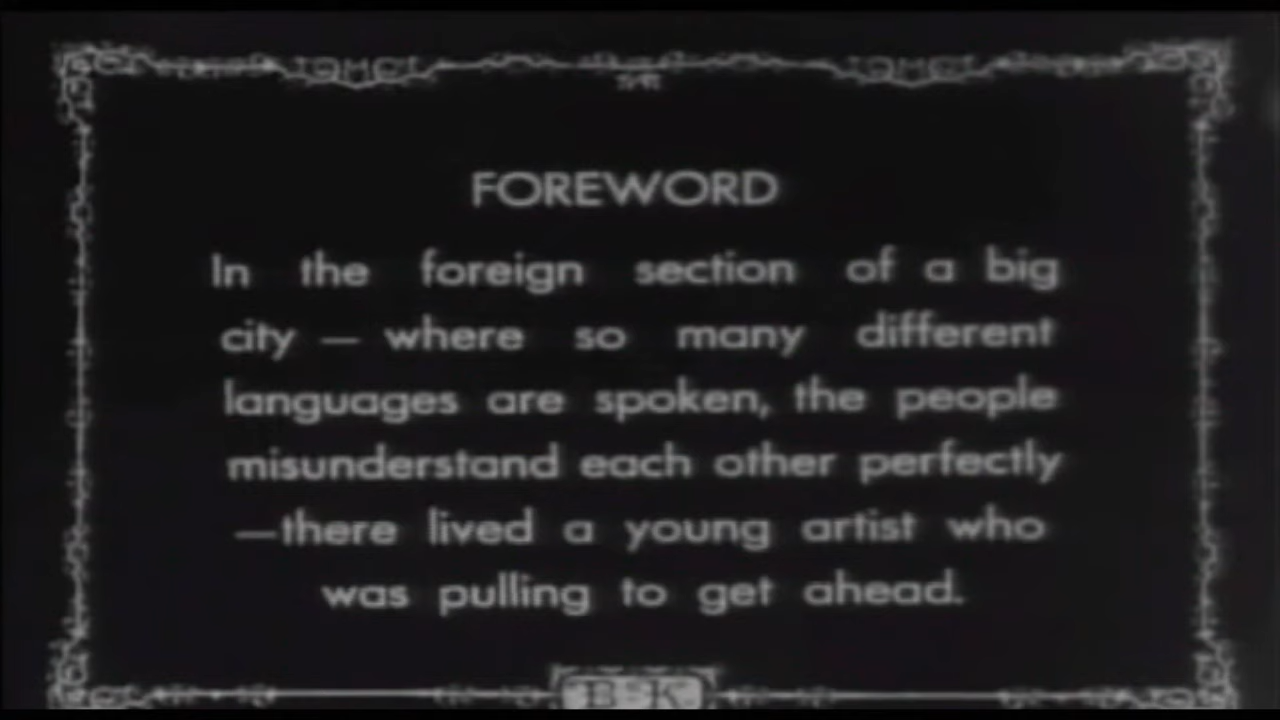 FOREWORD
In the foreign section of a big
city — where so many different
languages are spoken, the people
misunderstand each other perfectly
—there lived a young artist who
was pulling to get ahead.